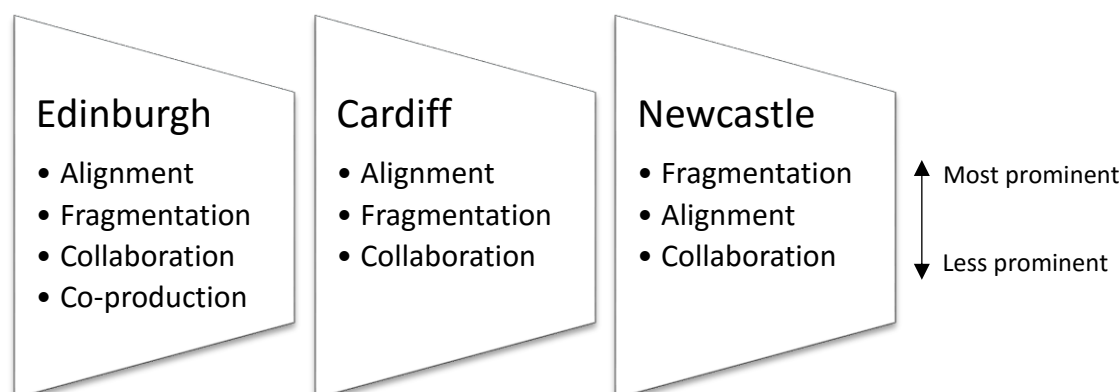 Edinburgh
• Alignment
• Fragmentation
• Collaboration
• Co-production
Cardiff
• Alignment
• Fragmentation
• Collaboration
Newcastle
• Fragmentation
• Alignment
• Collaboration
Most prominent
Less prominent